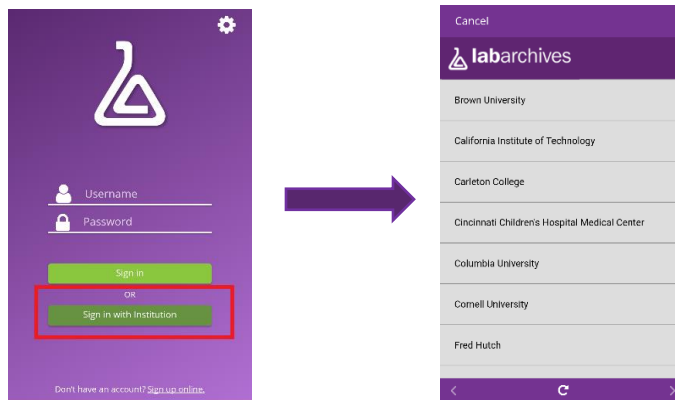 Username
Password
Sign in
OR
Sign in with Institution
Don't have an account? Sign up online.
Cancel
labarchives
Brown University
California Institute of Technology
Carleton College
Cincinnati Children's Hospital Medical Center
Columbia University
Cornell University
Fred Hutch